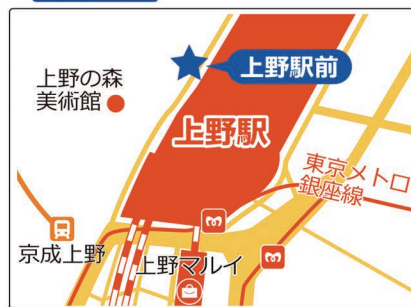 上野駅前
上野の森
美術館
上野駅
東京メトロ
銀座線
京成上野
上野マルイ